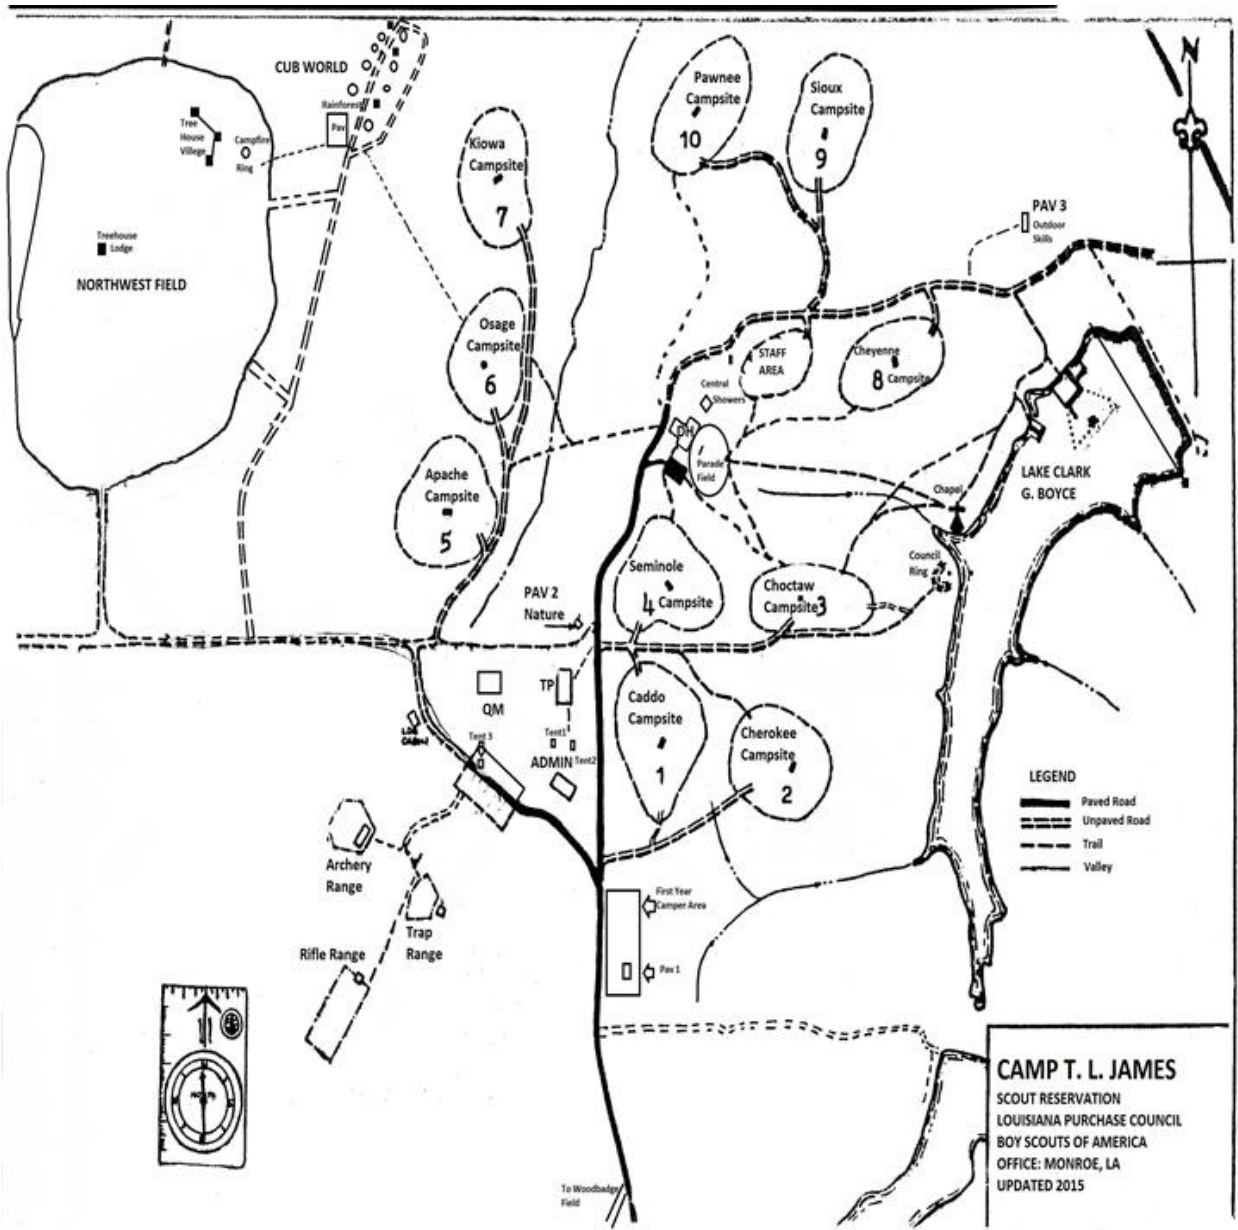 N
CUB WORLD
Rainforest
Pav
Tree
House
Villege
Campfire
Ring
Treehouse
Lodge
NORTHWEST FIELD
Kiowa
Campsite
7
Pawnee
Campsite
10
Sioux
Campsite
9
PAV 3
Outdoor
Skills
Osage
Campsite
6
STAFF
AREA
Cheyenne
8 Campsite
Central
Showers
DH
Parade
Field
LAKE CLARK
G. BOYCE
Apache
Campsite
5
Chapel
Council
Ring
Seminole
4 Campsite
Choctaw
Campsite 3
PAV 2
Nature
TP
QM
Caddo
Campsite
1
Cherokee
Campsite
2
Tent 3
Tent1
Tent2
ADMIN
LEGEND
Paved Road
Unpaved Road
Trail
Valley
Archery
Range
Trap
Range
Rifle Range
First Year
Camper Area
Pav 1
To Woodbadge
Field
CAMP T. L. JAMES
SCOUT RESERVATION
LOUISIANA PURCHASE COUNCIL
BOY SCOUTS OF AMERICA
OFFICE: MONROE, LA
UPDATED 2015